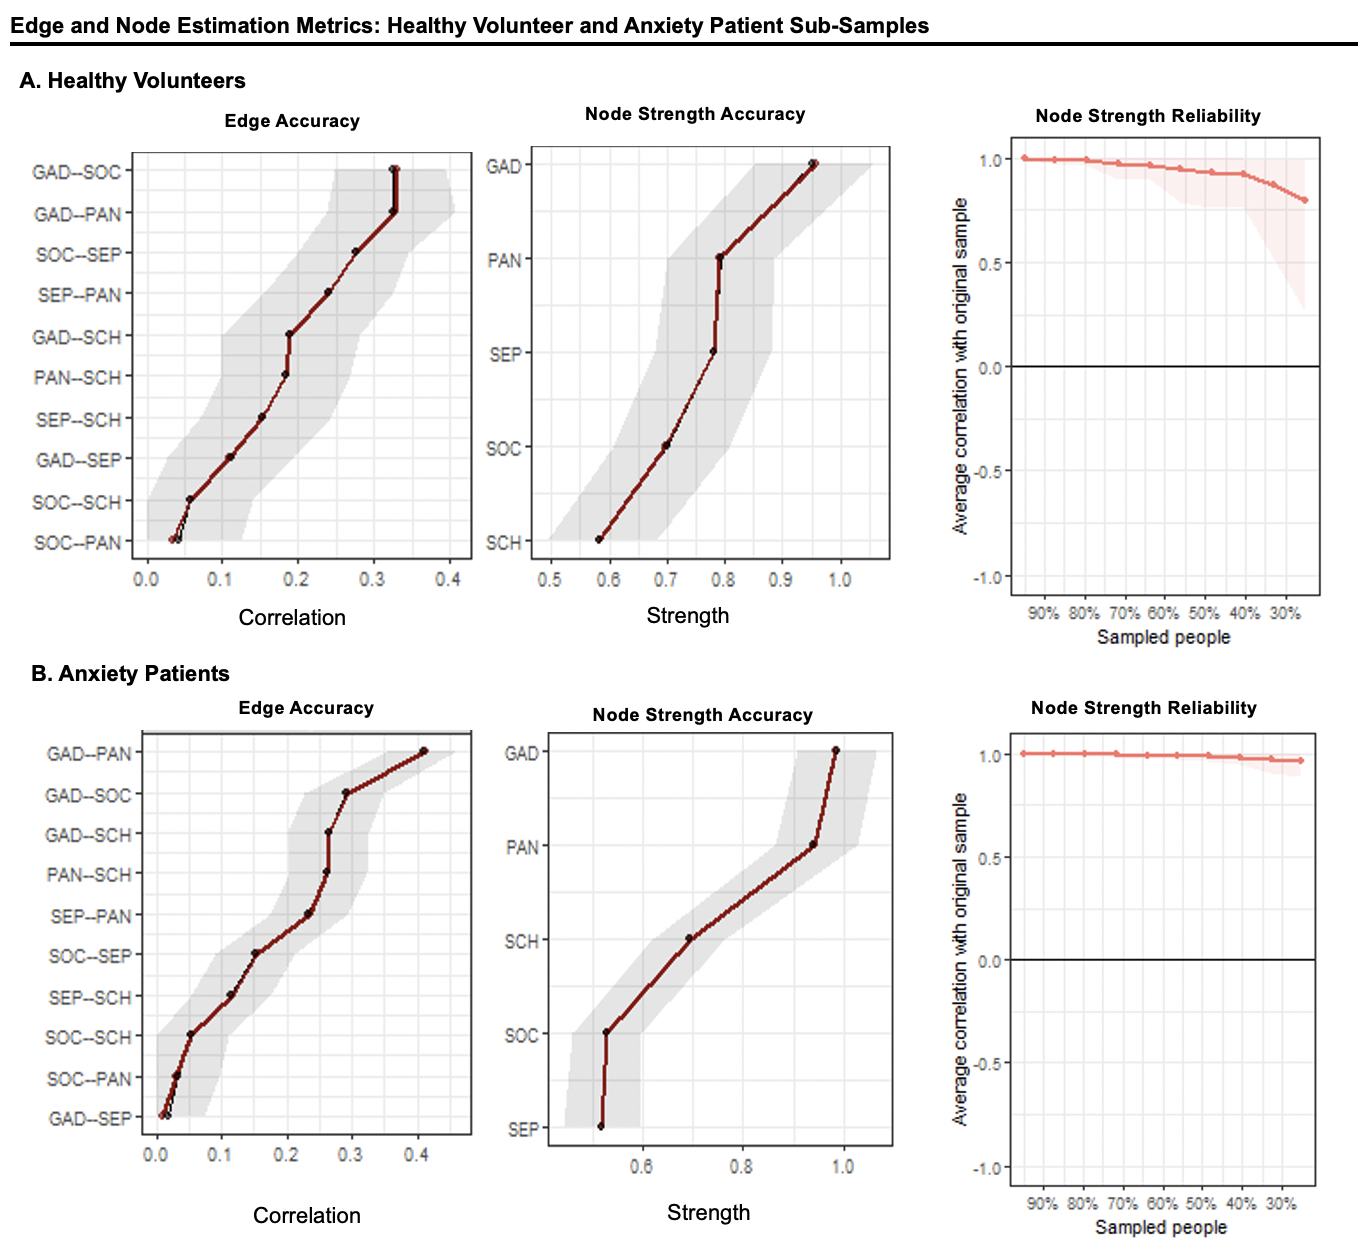 Edge and Node Estimation Metrics: Healthy Volunteer and Anxiety Patient Sub-Samples
A. Healthy Volunteers
Edge Accuracy
GAD--SOC
GAD--PAN
SOC--SEP
SEP--PAN
GAD--SCH
PAN--SCH
SEP--SCH
GAD--SEP
SOC--SCH
SOC--PAN
0.0 0.1 0.2 0.3 0.4
Correlation
Node Strength Accuracy
GAD
PAN
SEP
SOC
SCH
0.5 0.6 0.7 0.8 0.9 1.0
Strength
Node Strength Reliability
Average correlation with original sample
1.0
0.5
0.0
-0.5
-1.0
90% 80% 70% 60% 50% 40% 30%
Sampled people
B. Anxiety Patients
Edge Accuracy
GAD--PAN
GAD--SOC
GAD--SCH
PAN--SCH
SEP--PAN
SOC--SEP
SEP--SCH
SOC--SCH
SOC--PAN
GAD--SEP
0.0 0.1 0.2 0.3 0.4
Correlation
Node Strength Accuracy
GAD
PAN
SCH
SOC
SEP
0.6 0.8 1.0
Strength
Node Strength Reliability
Average correlation with original sample
1.0
0.5
0.0
-0.5
-1.0
90% 80% 70% 60% 50% 40% 30%
Sampled people